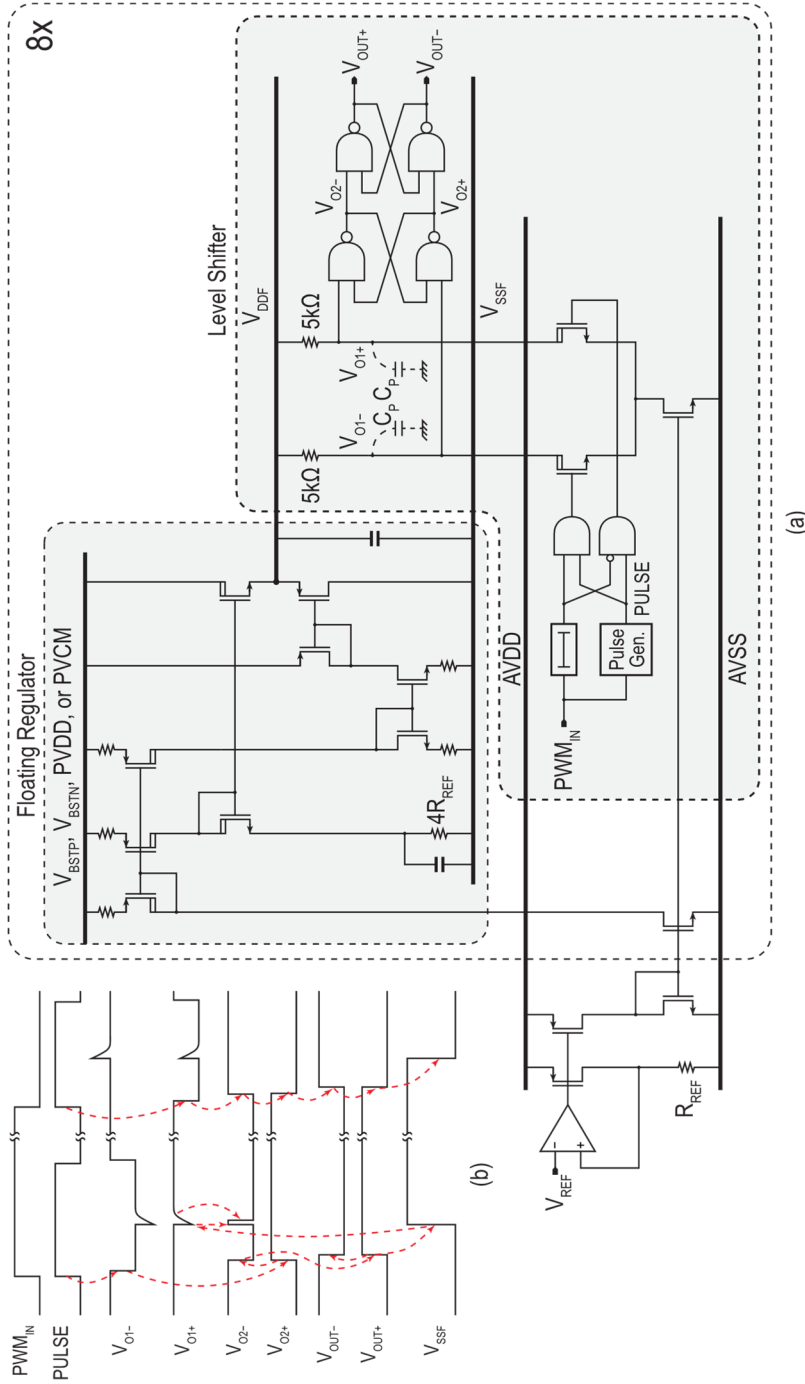 8x
Floating Regulator
V_BSTP, V_BSTN, PVDD, or PVCM
4R_REF
Level Shifter
V_DDF
5kΩ
5kΩ
V_O1-
V_O1+
C_P
C_P
V_O2-
V_O2+
V_OUT+
V_OUT-
V_SSF
AVDD
PWM_IN
Pulse
Gen.
PULSE
AVSS
V_REF
-
+
R_REF
(a)
PWM_IN
PULSE
V_O1-
V_O1+
V_O2-
V_O2+
V_OUT-
V_OUT+
V_SSF
(b)